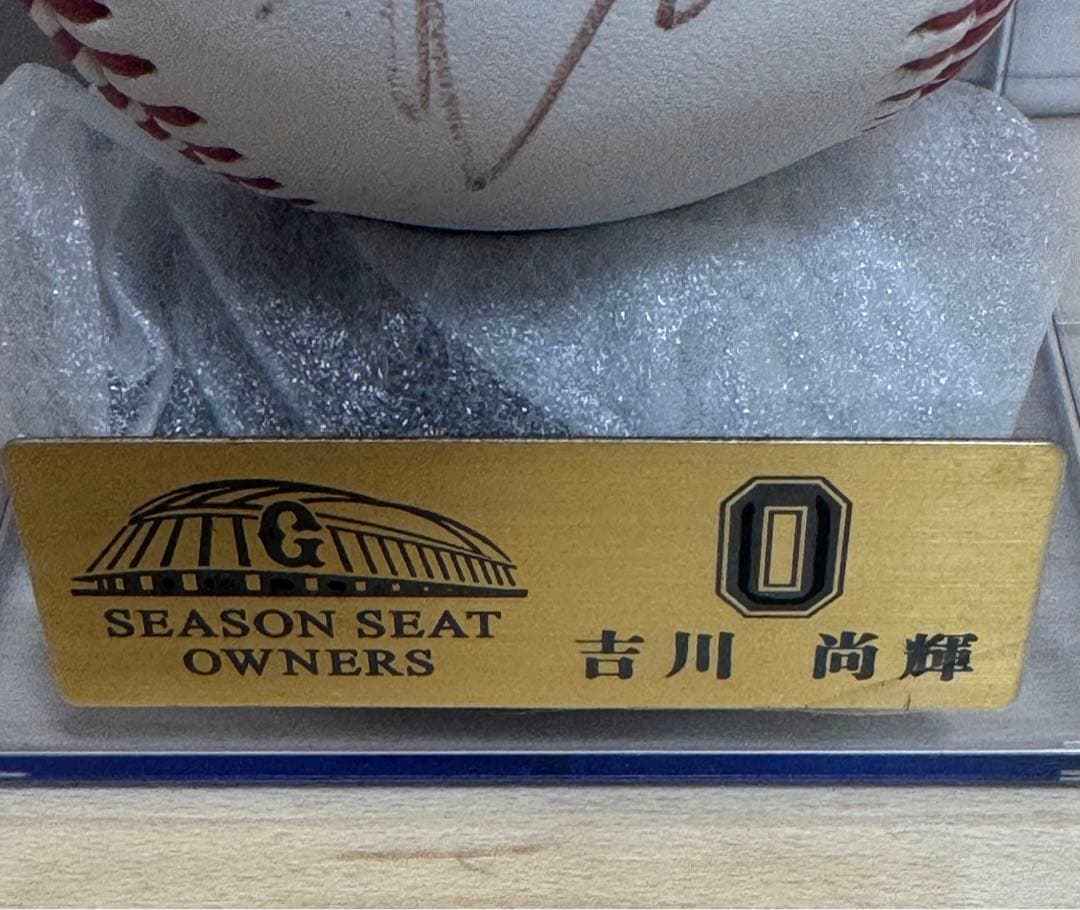 G
SEASON SEAT
OWNERS
0
吉川 尚輝